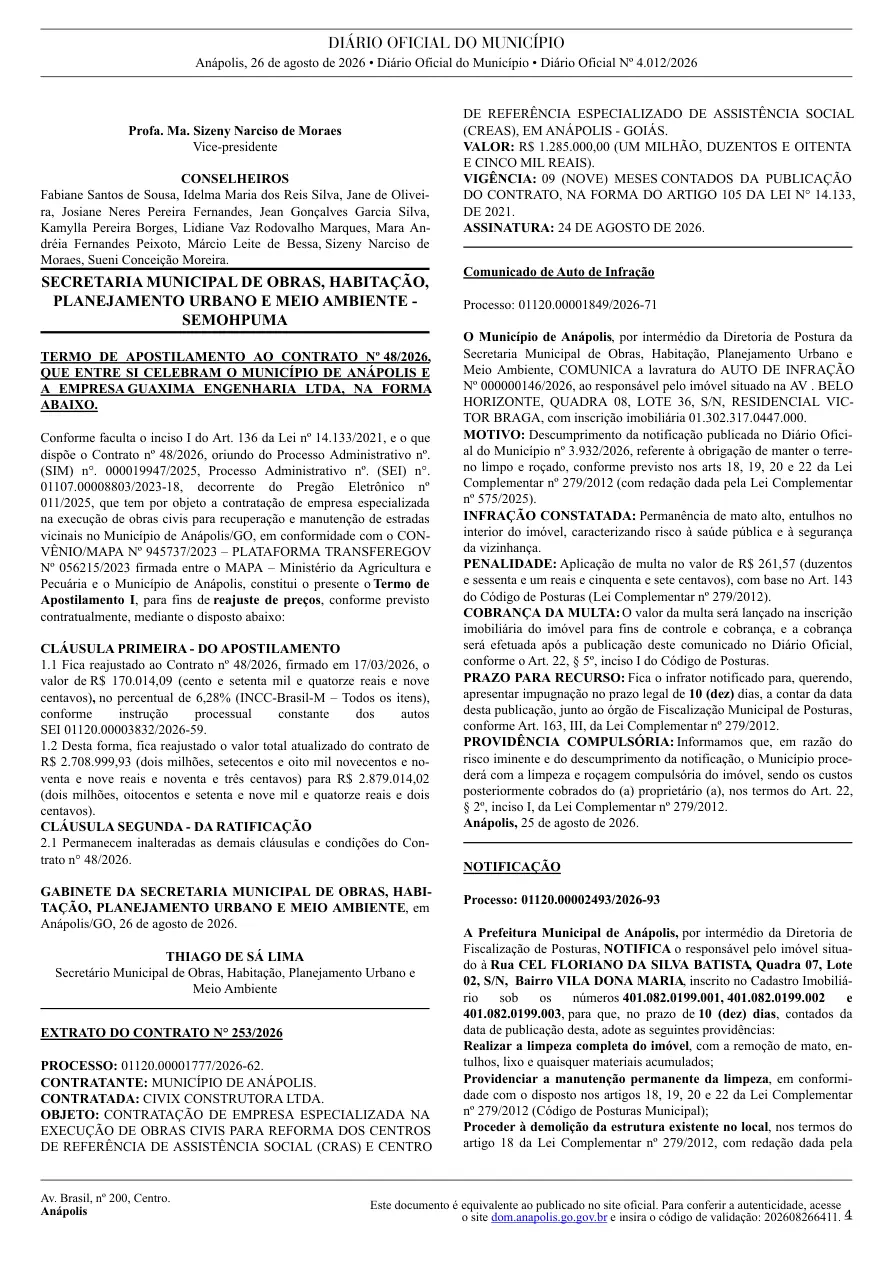 DIÁRIO OFICIAL DO MUNICÍPIO
Anápolis, 26 de agosto de 2026 • Diário Oficial do Município • Diário Oficial Nº 4.012/2026
Profa. Ma. Sizeny Narciso de Moraes
Vice-presidente
CONSELHEIROS
Fabiane Santos de Sousa, Idelma Maria dos Reis Silva, Jane de Olivei-
ra, Josiane Neres Pereira Fernandes, Jean Gonçalves Garcia Silva,
Kamylla Pereira Borges, Lidiane Vaz Rodovalho Marques, Mara An-
dréia Fernandes Peixoto, Márcio Leite de Bessa, Sizeny Narciso de
Moraes, Sueni Conceição Moreira.
SECRETARIA MUNICIPAL DE OBRAS, HABITAÇÃO,
PLANEJAMENTO URBANO E MEIO AMBIENTE -
SEMOHPUMA
TERMO DE APOSTILAMENTO AO CONTRATO Nº 48/2026,
QUE ENTRE SI CELEBRAM O MUNICÍPIO DE ANÁPOLIS E
A EMPRESA GUAXIMA ENGENHARIA LTDA, NA FORMA
ABAIXO.
Conforme faculta o inciso I do Art. 136 da Lei nº 14.133/2021, e o que
dispõe o Contrato nº 48/2026, oriundo do Processo Administrativo nº.
(SIM) n°. 000019947/2025, Processo Administrativo nº. (SEI) n°.
01107.00008803/2023-18, decorrente do Pregão Eletrônico nº
011/2025, que tem por objeto a contratação de empresa especializada
na execução de obras civis para recuperação e manutenção de estradas
vicinais no Município de Anápolis/GO, em conformidade com o CON-
VÊNIO/MAPA Nº 945737/2023 – PLATAFORMA TRANSFEREGOV
Nº 056215/2023 firmada entre o MAPA – Ministério da Agricultura e
Pecuária e o Município de Anápolis, constitui o presente o Termo de
Apostilamento I, para fins de reajuste de preços, conforme previsto
contratualmente, mediante o disposto abaixo:
CLÁUSULA PRIMEIRA - DO APOSTILAMENTO
1.1 Fica reajustado ao Contrato nº 48/2026, firmado em 17/03/2026, o
valor de R$ 170.014,09 (cento e setenta mil e quatorze reais e nove
centavos), no percentual de 6,28% (INCC-Brasil-M – Todos os itens),
conforme instrução processual constante dos autos
SEI 01120.00003832/2026-59.
1.2 Desta forma, fica reajustado o valor total atualizado do contrato de
R$ 2.708.999,93 (dois milhões, setecentos e oito mil novecentos e no-
venta e nove reais e noventa e três centavos) para R$ 2.879.014,02
(dois milhões, oitocentos e setenta e nove mil e quatorze reais e dois
centavos).
CLÁUSULA SEGUNDA - DA RATIFICAÇÃO
2.1 Permanecem inalteradas as demais cláusulas e condições do Con-
trato n° 48/2026.
GABINETE DA SECRETARIA MUNICIPAL DE OBRAS, HABI-
TAÇÃO, PLANEJAMENTO URBANO E MEIO AMBIENTE, em
Anápolis/GO, 26 de agosto de 2026.
THIAGO DE SÁ LIMA
Secretário Municipal de Obras, Habitação, Planejamento Urbano e
Meio Ambiente
EXTRATO DO CONTRATO N° 253/2026
PROCESSO: 01120.00001777/2026-62.
CONTRATANTE: MUNICÍPIO DE ANÁPOLIS.
CONTRATADA: CIVIX CONSTRUTORA LTDA.
OBJETO: CONTRATAÇÃO DE EMPRESA ESPECIALIZADA NA
EXECUÇÃO DE OBRAS CIVIS PARA REFORMA DOS CENTROS
DE REFERÊNCIA DE ASSISTÊNCIA SOCIAL (CRAS) E CENTRO
DE REFERÊNCIA ESPECIALIZADO DE ASSISTÊNCIA SOCIAL
(CREAS), EM ANÁPOLIS - GOIÁS.
VALOR: R$ 1.285.000,00 (UM MILHÃO, DUZENTOS E OITENTA
E CINCO MIL REAIS).
VIGÊNCIA: 09 (NOVE) MESES CONTADOS DA PUBLICAÇÃO
DO CONTRATO, NA FORMA DO ARTIGO 105 DA LEI N° 14.133,
DE 2021.
ASSINATURA: 24 DE AGOSTO DE 2026.
Comunicado de Auto de Infração
Processo: 01120.00001849/2026-71
O Município de Anápolis, por intermédio da Diretoria de Postura da
Secretaria Municipal de Obras, Habitação, Planejamento Urbano e
Meio Ambiente, COMUNICA a lavratura do AUTO DE INFRAÇÃO
Nº 000000146/2026, ao responsável pelo imóvel situado na AV . BELO
HORIZONTE, QUADRA 08, LOTE 36, S/N, RESIDENCIAL VIC-
TOR BRAGA, com inscrição imobiliária 01.302.317.0447.000.
MOTIVO: Descumprimento da notificação publicada no Diário Ofici-
al do Município nº 3.932/2026, referente à obrigação de manter o terre-
no limpo e roçado, conforme previsto nos arts 18, 19, 20 e 22 da Lei
Complementar nº 279/2012 (com redação dada pela Lei Complementar
nº 575/2025).
INFRAÇÃO CONSTATADA: Permanência de mato alto, entulhos no
interior do imóvel, caracterizando risco à saúde pública e à segurança
da vizinhança.
PENALIDADE: Aplicação de multa no valor de R$ 261,57 (duzentos
e sessenta e um reais e cinquenta e sete centavos), com base no Art. 143
do Código de Posturas (Lei Complementar nº 279/2012).
COBRANÇA DA MULTA: O valor da multa será lançado na inscrição
imobiliária do imóvel para fins de controle e cobrança, e a cobrança
será efetuada após a publicação deste comunicado no Diário Oficial,
conforme o Art. 22, § 5º, inciso I do Código de Posturas.
PRAZO PARA RECURSO: Fica o infrator notificado para, querendo,
apresentar impugnação no prazo legal de 10 (dez) dias, a contar da data
desta publicação, junto ao órgão de Fiscalização Municipal de Posturas,
conforme Art. 163, III, da Lei Complementar nº 279/2012.
PROVIDÊNCIA COMPULSÓRIA: Informamos que, em razão do
risco iminente e do descumprimento da notificação, o Município proce-
derá com a limpeza e roçagem compulsória do imóvel, sendo os custos
posteriormente cobrados do (a) proprietário (a), nos termos do Art. 22,
§ 2º, inciso I, da Lei Complementar nº 279/2012.
Anápolis, 25 de agosto de 2026.
NOTIFICAÇÃO
Processo: 01120.00002493/2026-93
A Prefeitura Municipal de Anápolis, por intermédio da Diretoria de
Fiscalização de Posturas, NOTIFICA o responsável pelo imóvel situa-
do à Rua CEL FLORIANO DA SILVA BATISTA, Quadra 07, Lote
02, S/N, Bairro VILA DONA MARIA, inscrito no Cadastro Imobiliá-
rio sob os números 401.082.0199.001, 401.082.0199.002 e
401.082.0199.003, para que, no prazo de 10 (dez) dias, contados da
data de publicação desta, adote as seguintes providências:
Realizar a limpeza completa do imóvel, com a remoção de mato, en-
tulhos, lixo e quaisquer materiais acumulados;
Providenciar a manutenção permanente da limpeza, em conformi-
dade com o disposto nos artigos 18, 19, 20 e 22 da Lei Complementar
nº 279/2012 (Código de Posturas Municipal);
Proceder à demolição da estrutura existente no local, nos termos do
artigo 18 da Lei Complementar nº 279/2012, com redação dada pela
Av. Brasil, nº 200, Centro.
Anápolis
Este documento é equivalente ao publicado no site oficial. Para conferir a autenticidade, acesse
o site dom.anapolis.go.gov.br e insira o código de validação: 202608266411. 4